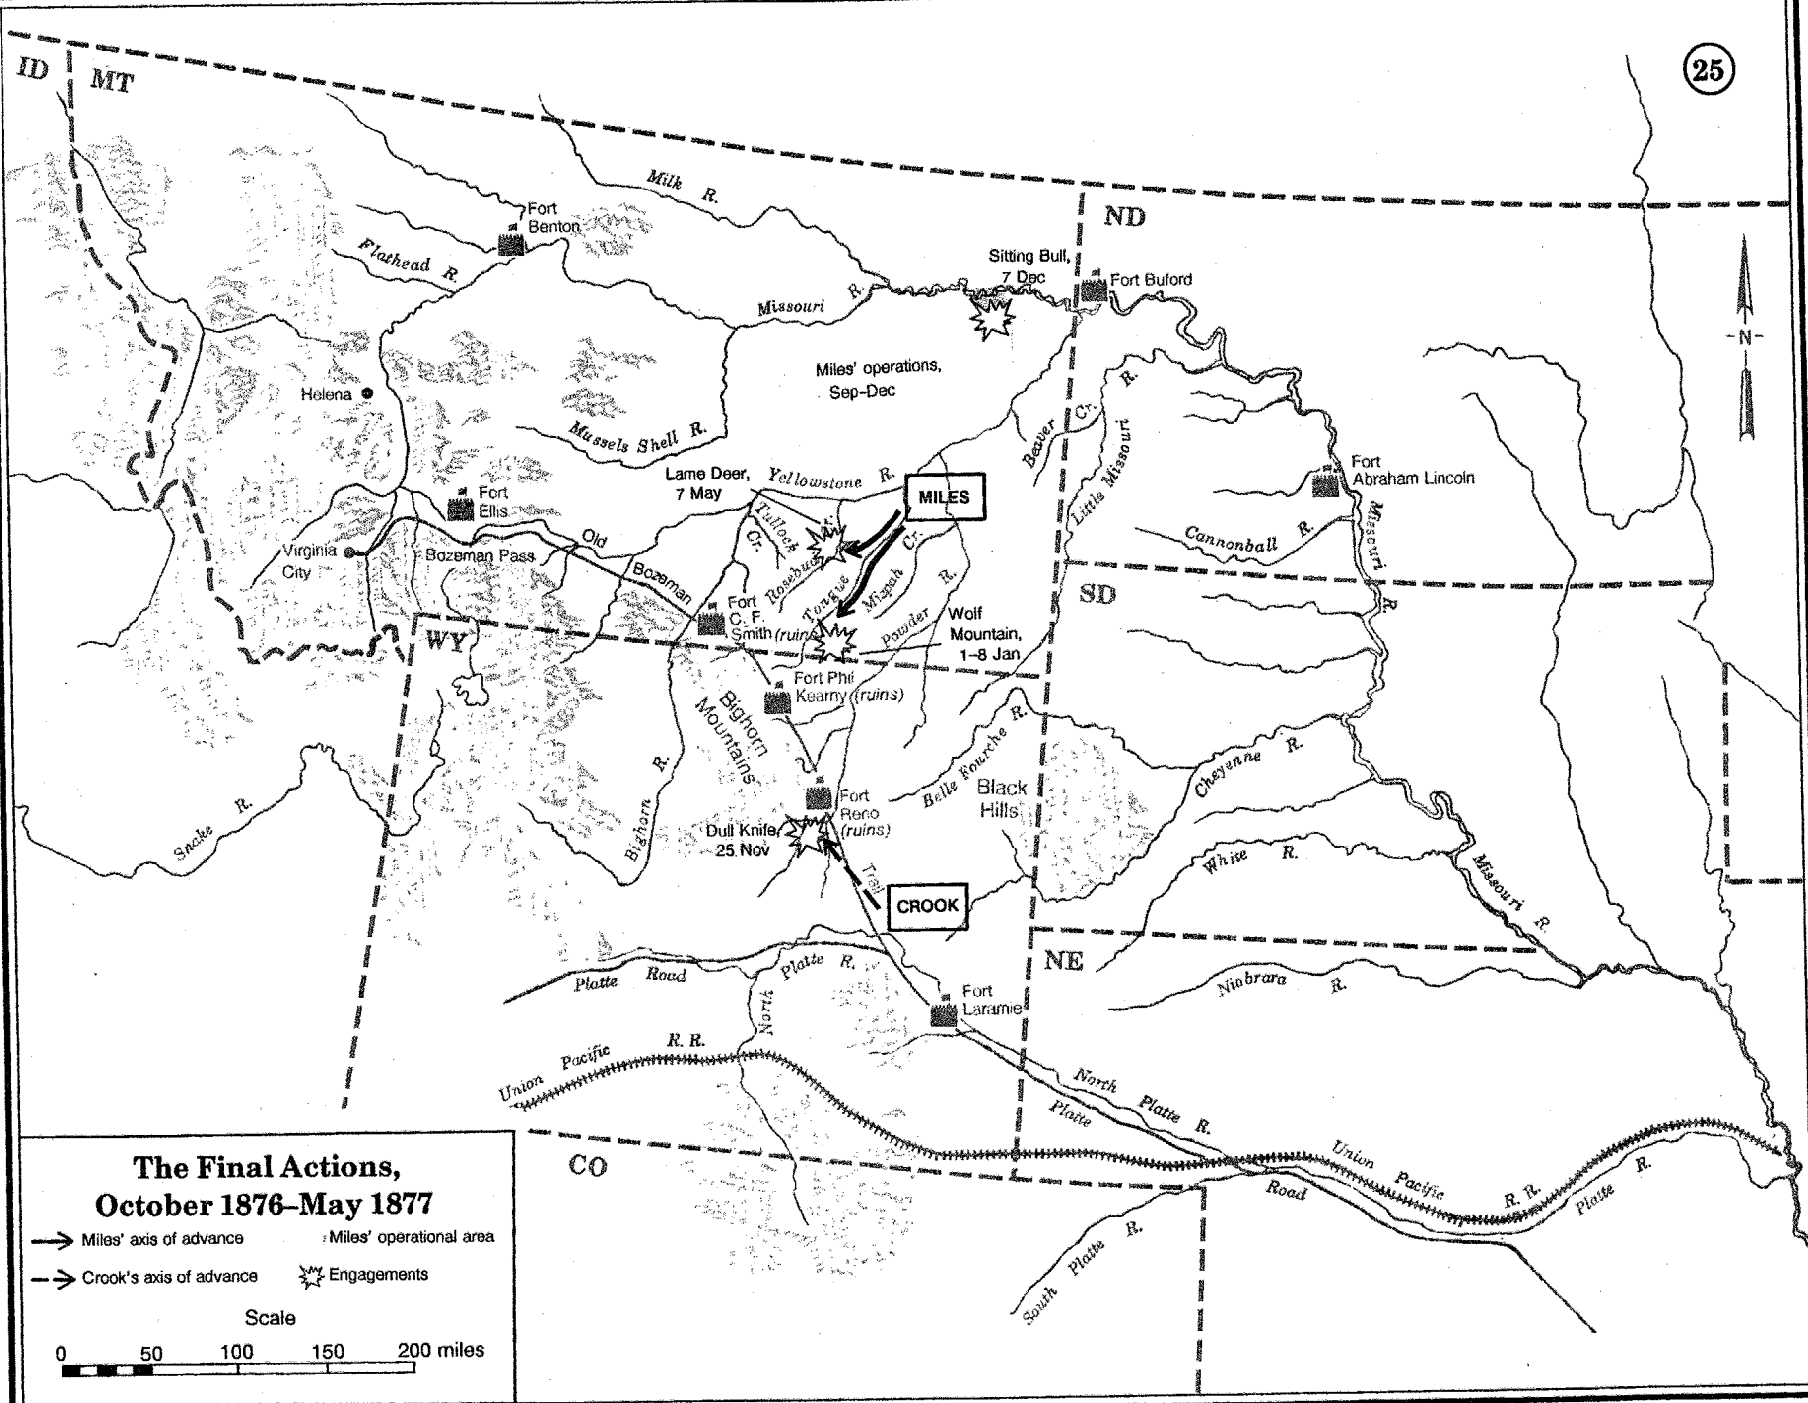 25
ID
MT
Milk R.
ND
Fort
Benton
Flathead R.
Sitting Bull,
7 Dec
Fort Buford
Missouri R.
Miles' operations,
Sep-Dec
N
Helena
Mussels Shell R.
Beaver Cr.
Little Missouri R.
Fort
Abraham Lincoln
Lame Deer,
7 May
Yellowstone R.
MILES
Fort
Ellis
Tullock
Cr.
Cr.
Cannonball R.
Missouri
R.
Virginia
City
Bozeman Pass
Old
Bozeman
Rosebud
Tongue
Mizpah
Cr.
R.
Powder
SD
Fort
C. F.
Smith (ruins)
Wolf
Mountain,
1–8 Jan
WY
Fort Phil
Kearny (ruins)
Bighorn
Mountains
Belle Fourche R.
Black
Hills
Cheyenne R.
Snake R.
Bighorn R.
Fort
Reno
(ruins)
Dull Knife,
25 Nov
Trail
CROOK
White R.
Missouri R.
NE
Platte Road
North Platte R.
Niobrara R.
Fort
Laramie
Union Pacific R. R.
North Platte R.
Platte
Road
Union Pacific R. R.
Platte R.
CO
South Platte R.
The Final Actions,
October 1876–May 1877
Miles' axis of advance
Miles' operational area
Crook's axis of advance
Engagements
Scale
0 50 100 150 200 miles